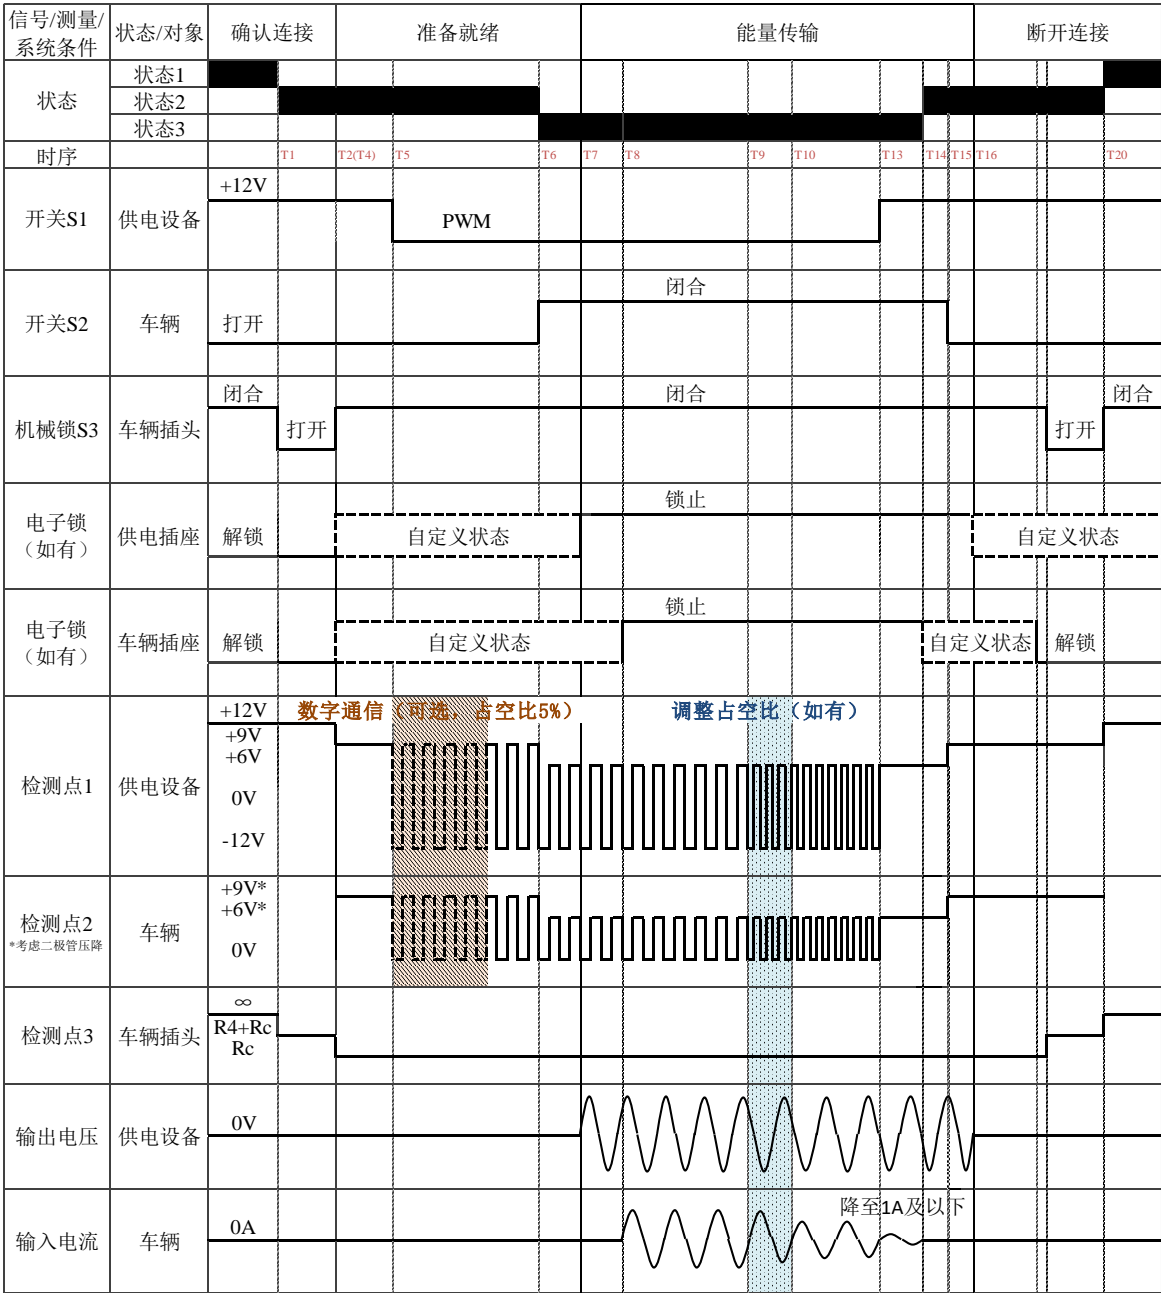 信号/测量/
系统条件
状态/对象
确认连接
准备就绪
能量传输
断开连接
状态
状态1
状态2
状态3
时序
T1
T2(T4)
T5
T6
T7
T8
T9
T10
T13
T14
T15
T16
T20
开关S1
供电设备
+12V
PWM
开关S2
车辆
打开
闭合
机械锁S3
车辆插头
闭合
打开
闭合
打开
闭合
电子锁
（如有）
供电插座
解锁
自定义状态
锁止
自定义状态
电子锁
（如有）
车辆插座
解锁
自定义状态
锁止
自定义状态
解锁
检测点1
供电设备
+12V
+9V
+6V
0V
-12V
数字通信（可选，占空比5%）
调整占空比（如有）
检测点2
*考虑二极管压降
车辆
+9V*
+6V*
0V
检测点3
车辆插头
∞
R4+Rc
Rc
输出电压
供电设备
0V
输入电流
车辆
0A
降至1A及以下